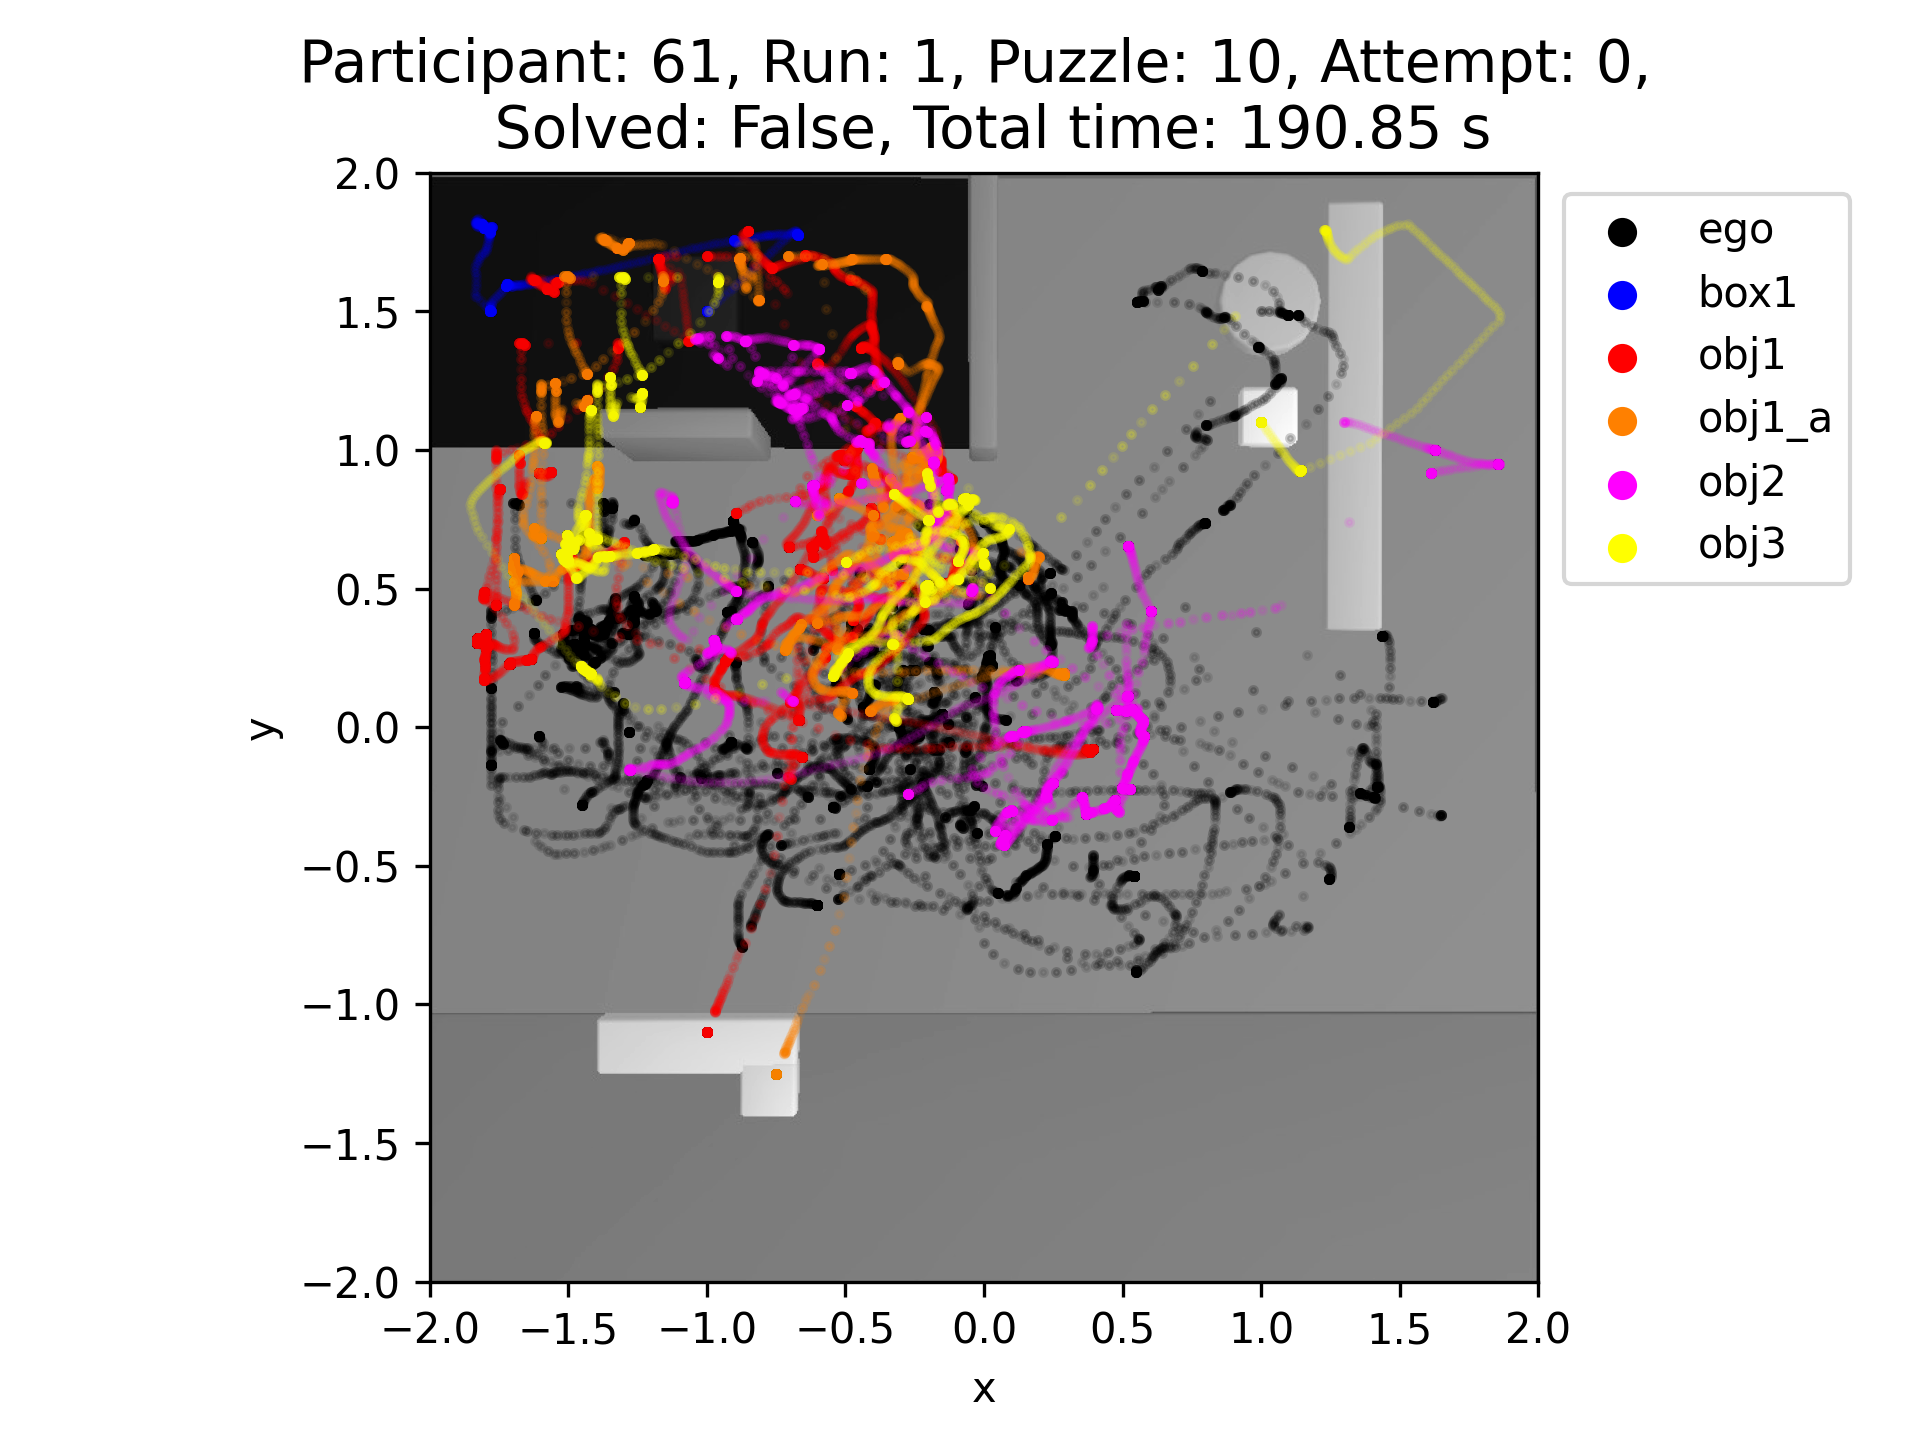 Participant: 61, Run: 1, Puzzle: 10, Attempt: 0,
Solved: False, Total time: 190.85 s
2.0
1.5
1.0
0.5
0.0
−0.5
−1.0
−1.5
−2.0
y
−2.0 −1.5 −1.0 −0.5 0.0 0.5 1.0 1.5 2.0
x
ego
box1
obj1
obj1_a
obj2
obj3